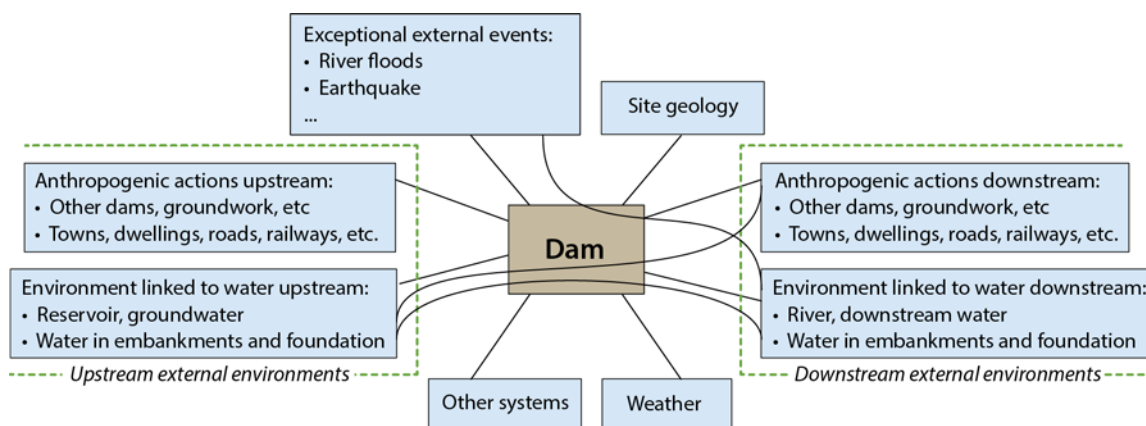 Exceptional external events:
• River floods
• Earthquake
...
Site geology
Anthropogenic actions upstream:
• Other dams, groundwork, etc
• Towns, dwellings, roads, railways, etc.
Anthropogenic actions downstream:
• Other dams, groundwork, etc
• Towns, dwellings, roads, railways, etc.
Dam
Environment linked to water upstream:
• Reservoir, groundwater
• Water in embankments and foundation
Environment linked to water downstream:
• River, downstream water
• Water in embankments and foundation
Upstream external environments
Downstream external environments
Other systems
Weather